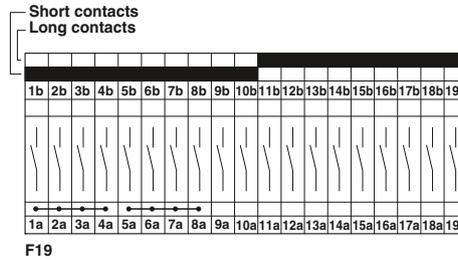 Short contacts
Long contacts
1b 2b 3b 4b 5b 6b 7b 8b 9b 10b 11b 12b 13b 14b 15b 16b 17b 18b 19
1a 2a 3a 4a 5a 6a 7a 8a 9a 10a 11a 12a 13a 14a 15a 16a 17a 18a 19
F19